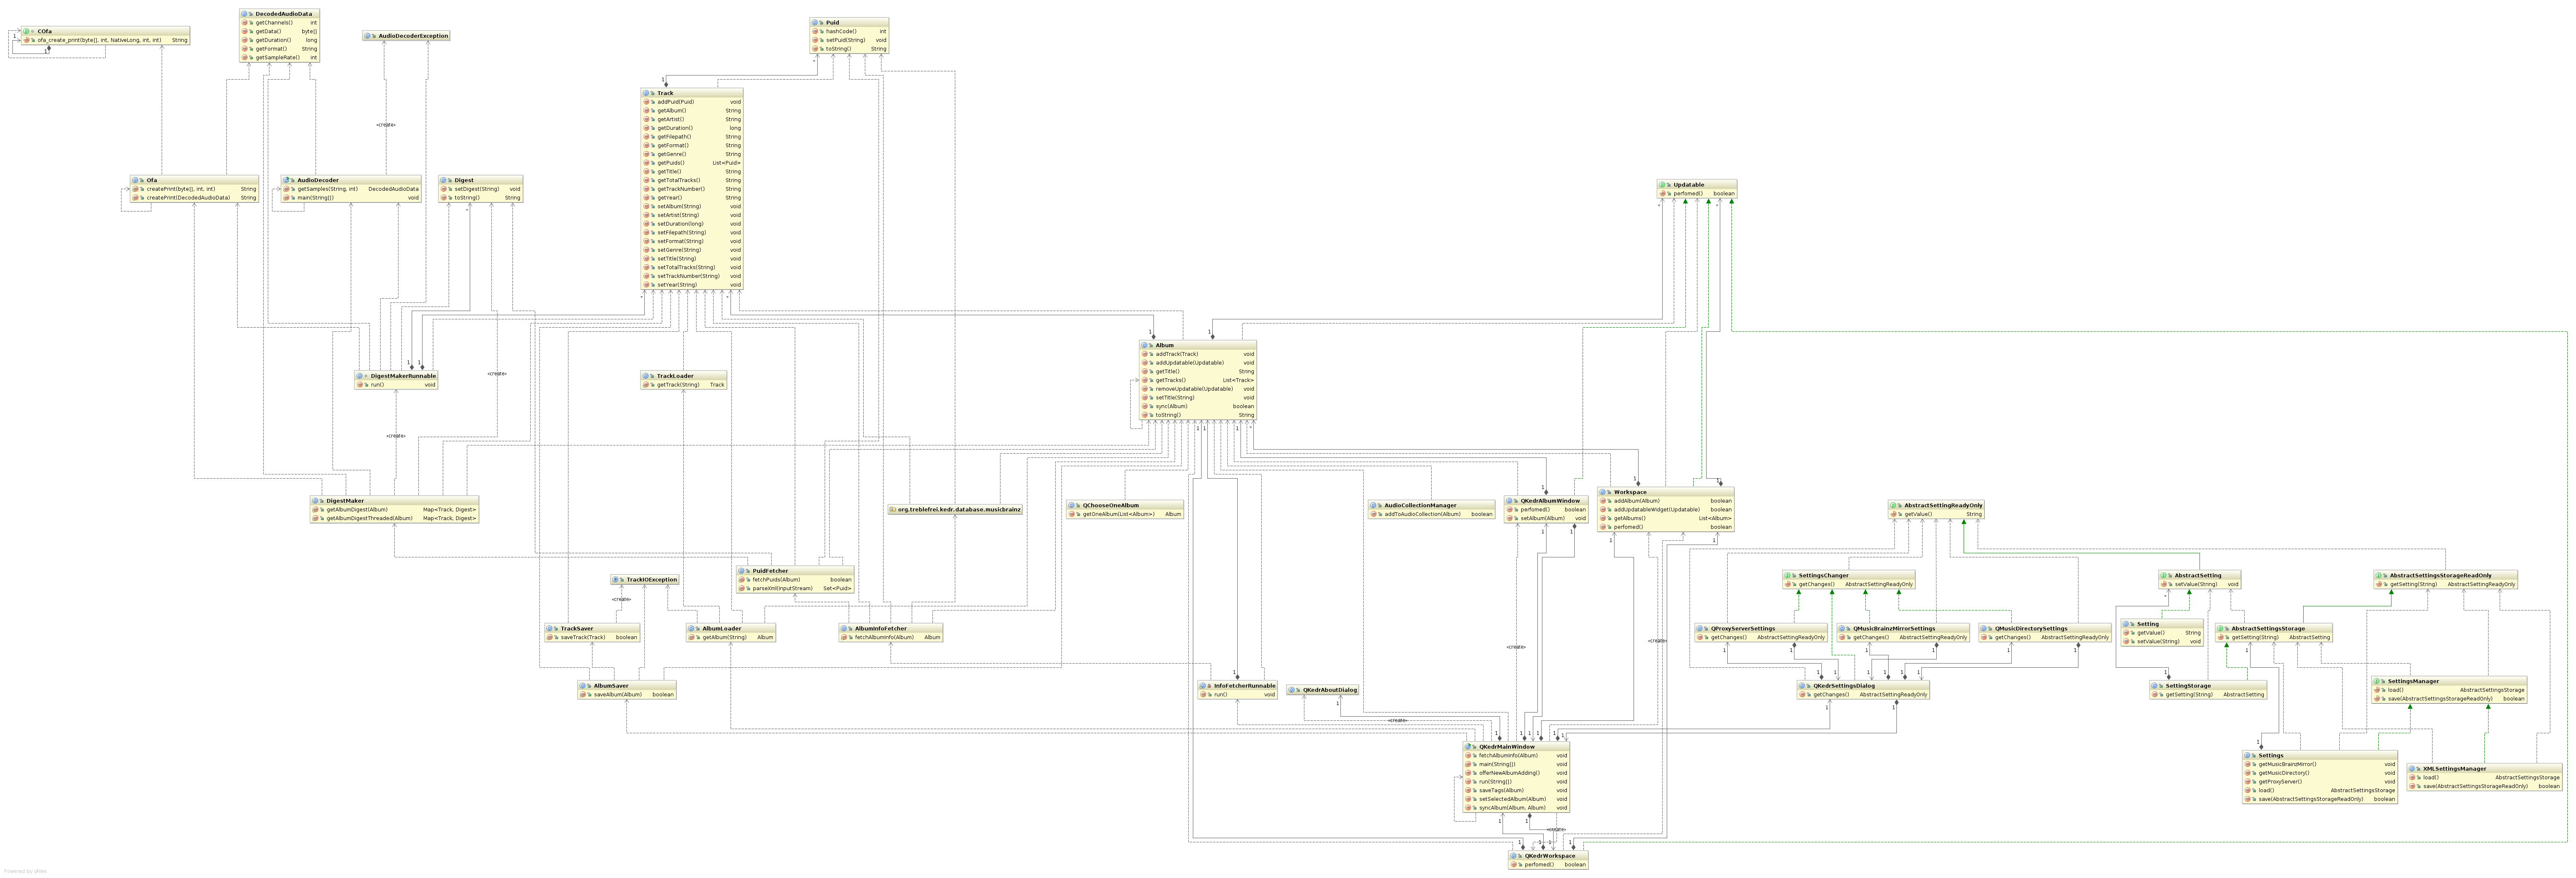 DecodedAudioData
getChannels() int
getData() byte[]
getDuration() long
getFormat() String
getSampleRate() int
COfa
ofa_create_print(byte[], int, NativeLong, int, int) String
AudioDecoderException
Puid
hashCode() int
setPuid(String) void
toString() String
Track
addPuid(Puid) void
getAlbum() String
getArtist() String
getDuration() long
getFilepath() String
getFormat() String
getGenre() String
getPuids() List<Puid>
getTitle() String
getTotalTracks() String
getTrackNumber() String
getYear() String
setAlbum(String) void
setArtist(String) void
setDuration(long) void
setFilepath(String) void
setFormat(String) void
setGenre(String) void
setTitle(String) void
setTotalTracks(String) void
setTrackNumber(String) void
setYear(String) void
«create»
Ofa
createPrint(byte[], int, int) String
createPrint(DecodedAudioData) String
AudioDecoder
getSamples(String, int) DecodedAudioData
main(String[]) void
Digest
setDigest(String) void
toString() String
Updatable
perfomed() boolean
Album
addTrack(Track) void
addUpdatable(Updatable) void
getTitle() String
getTracks() List<Track>
removeUpdatable(Updatable) void
setTitle(String) void
sync(Album) boolean
toString() String
DigestMakerRunnable
run() void
«create»
TrackLoader
getTrack(String) Track
«create»
DigestMaker
getAlbumDigest(Album) Map<Track, Digest>
getAlbumDigestThreaded(Album) Map<Track, Digest>
org.treblefrei.kedr.database.musicbrainz
QChooseOneAlbum
getOneAlbum(List<Album>) Album
AudioCollectionManager
addToAudioCollection(Album) boolean
QKedrAlbumWindow
perfomed() boolean
setAlbum(Album) void
Workspace
addAlbum(Album) boolean
addUpdatableWidget(Updatable) boolean
getAlbums() List<Album>
perfomed() boolean
AbstractSettingReadOnly
getValue() String
PuidFetcher
fetchPuids(Album) boolean
parseXml(InputStream) Set<Puid>
TrackIOException
«create»
SettingsChanger
getChanges() AbstractSettingReadOnly
AbstractSetting
setValue(String) void
AbstractSettingsStorageReadOnly
getSetting(String) AbstractSettingReadOnly
TrackSaver
saveTrack(Track) boolean
AlbumLoader
getAlbum(String) Album
AlbumInfoFetcher
fetchAlbumInfo(Album) Album
QProxyServerSettings
getChanges() AbstractSettingReadOnly
QMusicBrainzMirrorSettings
getChanges() AbstractSettingReadOnly
QMusicDirectorySettings
getChanges() AbstractSettingReadOnly
Setting
getValue() String
setValue(String) void
AbstractSettingsStorage
getSetting(String) AbstractSetting
«create»
«create»
AlbumSaver
saveAlbum(Album) boolean
InfoFetcherRunnable
run() void
QKedrAboutDialog
«create»
QKedrSettingsDialog
getChanges() AbstractSettingReadOnly
SettingStorage
getSetting(String) AbstractSetting
SettingsManager
load() AbstractSettingsStorage
save(AbstractSettingsStorageReadOnly) boolean
QKedrMainWindow
fetchAlbumInfo(Album) void
main(String[]) void
offerNewAlbumAdding() void
run(String[]) void
saveTags(Album) void
setSelectedAlbum(Album) void
syncAlbum(Album, Album) void
Settings
getMusicBrainzMirror() void
getMusicDirectory() void
getProxyServer() void
load() AbstractSettingsStorage
save(AbstractSettingsStorageReadOnly) boolean
XMLSettingsManager
load() AbstractSettingsStorage
save(AbstractSettingsStorageReadOnly) boolean
«create»
QKedrWorkspace
perfomed() boolean
Powered by yFiles